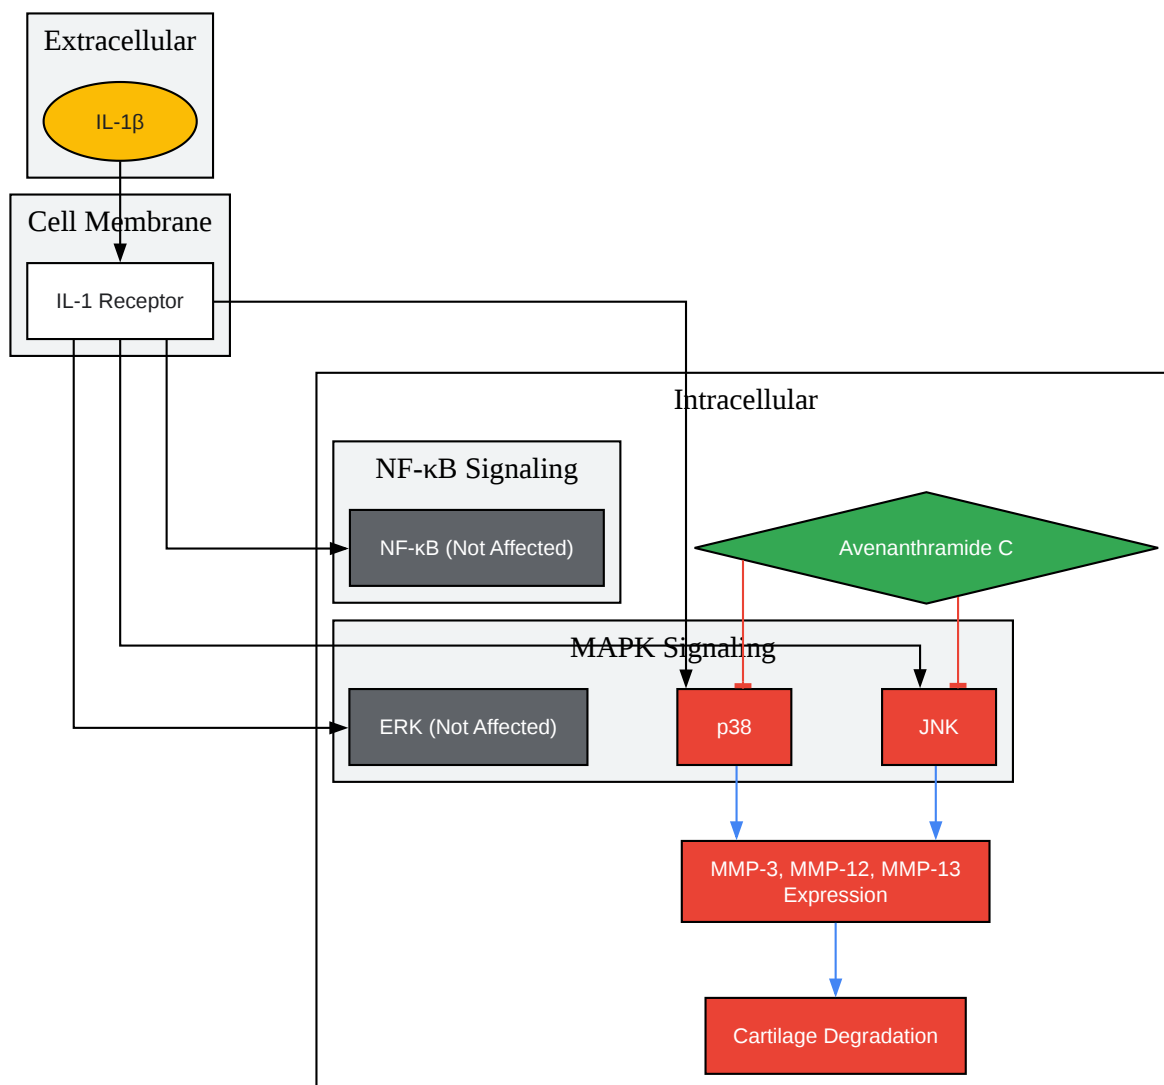 Extracellular
IL-1β
Cell Membrane
IL-1 Receptor
Intracellular
NF-κB Signaling
NF-κB (Not Affected)
Avenanthramide C
MAPK Signaling
ERK (Not Affected)
p38
JNK
MMP-3, MMP-12, MMP-13
Expression
Cartilage Degradation